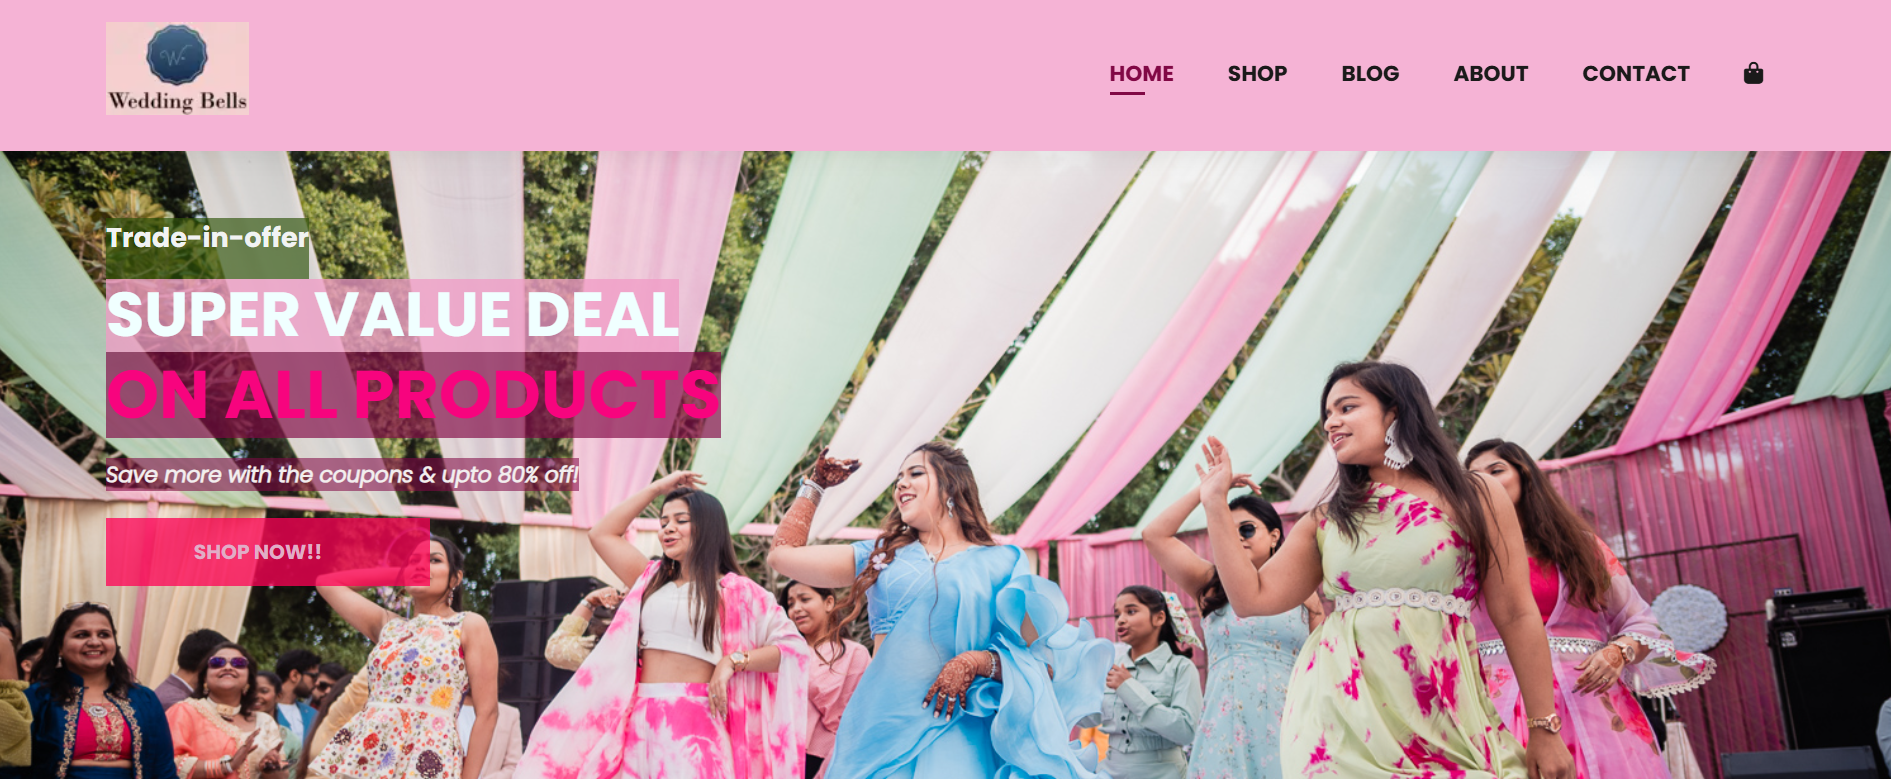 W
Wedding Bells
HOME SHOP BLOG ABOUT CONTACT
Trade-in-offer
SUPER VALUE DEAL
ON ALL PRODUCTS
Save more with the coupons & upto 80% off!
SHOP NOW!!